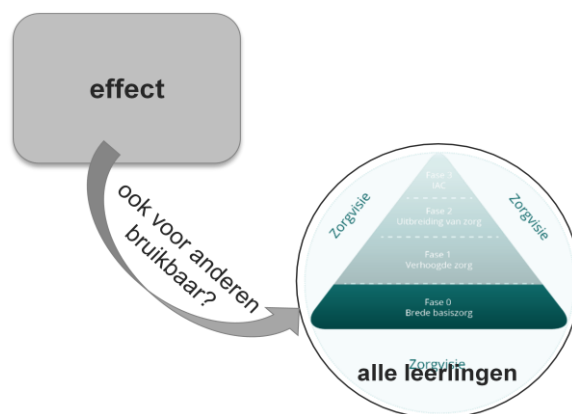 effect
ook voor anderen
bruikbaar?
Fase 3
IAC
Zorgvisie
Zorgvisie
Fase 2
Uitbreiding van zorg
Fase 1
Verhoogde zorg
Fase 0
Brede basiszorg
Zorgvisie
alle leerlingen